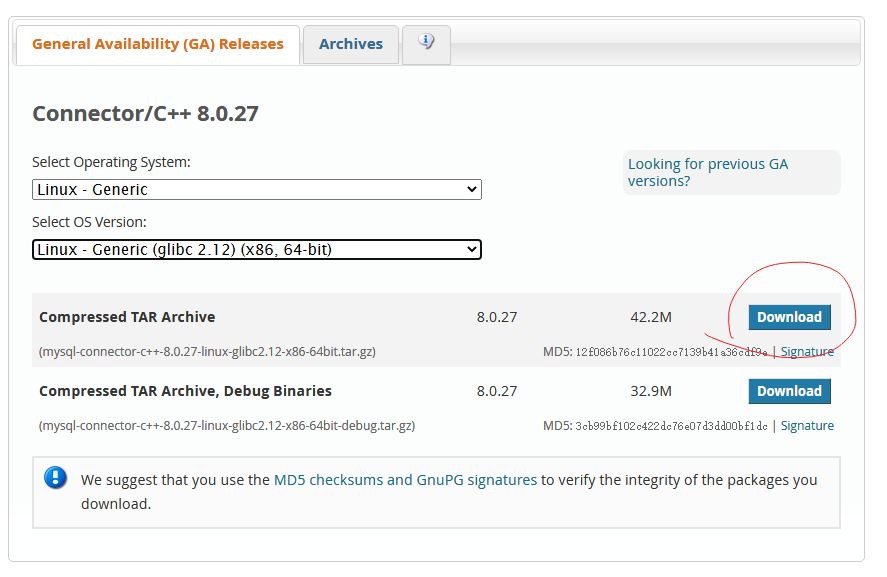 General Availability (GA) Releases
Archives
Connector/C++ 8.0.27
Select Operating System:
Linux - Generic
Looking for previous GA
versions?
Select OS Version:
Linux - Generic (glibc 2.12) (x86, 64-bit)
Compressed TAR Archive 8.0.27 42.2M Download
(mysql-connector-c++-8.0.27-linux-glibc2.12-x86-64bit.tar.gz) MD5: 12f086b76c11022cc7139b41a36cdf9a | Signature
Compressed TAR Archive, Debug Binaries 8.0.27 32.9M Download
(mysql-connector-c++-8.0.27-linux-glibc2.12-x86-64bit-debug.tar.gz) MD5: 3cb99bf102c422dc76e07d3dd00bf1dc | Signature
We suggest that you use the MD5 checksums and GnuPG signatures to verify the integrity of the packages you
download.